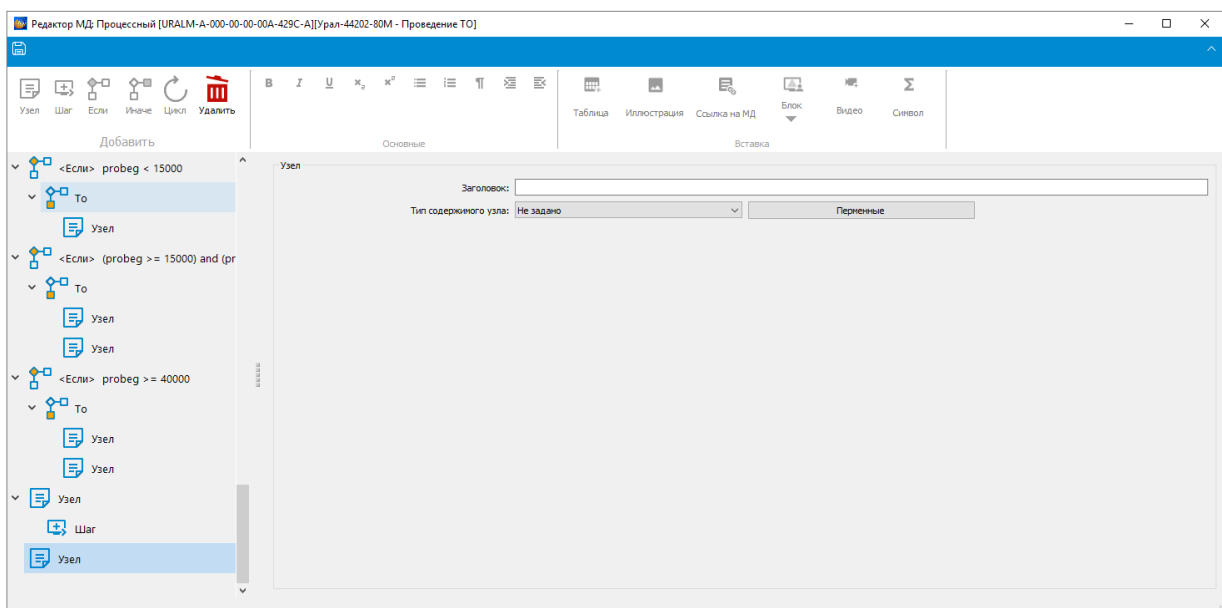 Редактор МД: Процессный [URALM-A-000-00-00-00A-429C-A][Урал-44202-80М - Проведение ТО]
Узел Шаг Если Иначе Цикл Удалить
Добавить
B I U x₂ x²
Основные
Таблица Иллюстрация Ссылка на МД Блок Видео Символ
Вставка
<Если> probeg < 15000
То
Узел
<Если> (probeg >= 15000) and (pr
То
Узел
Узел
<Если> probeg >= 40000
То
Узел
Узел
Узел
Шаг
Узел
Узел
Заголовок:
Тип содержиного узла: Не задано Перменные